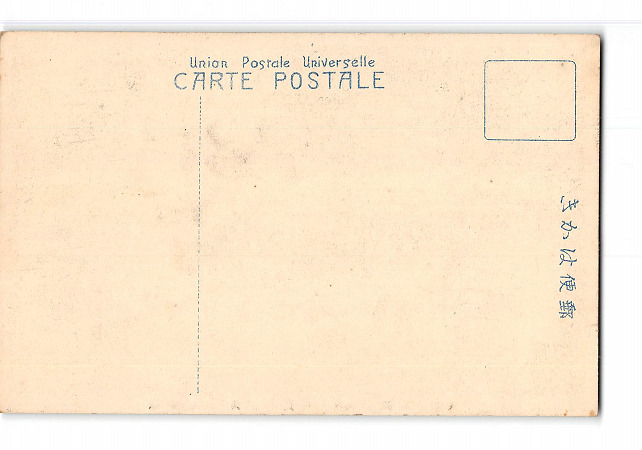 Union Postale Universelle
CARTE POSTALE
郵便はかき